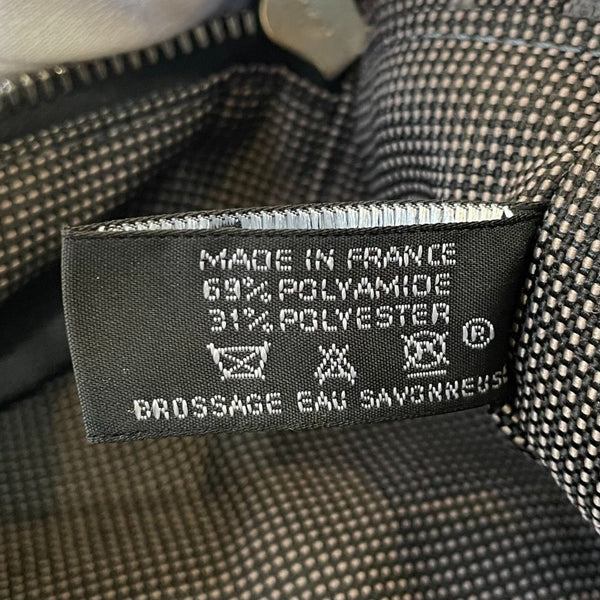 MADE IN FRANCE
69% POLYAMIDE
31% POLYESTER
®
BROSSAGE EAU SAVONNEUSE